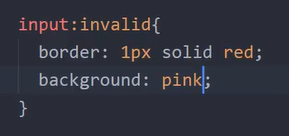 input:invalid{
  border: 1px solid red;
  background: pink;
}